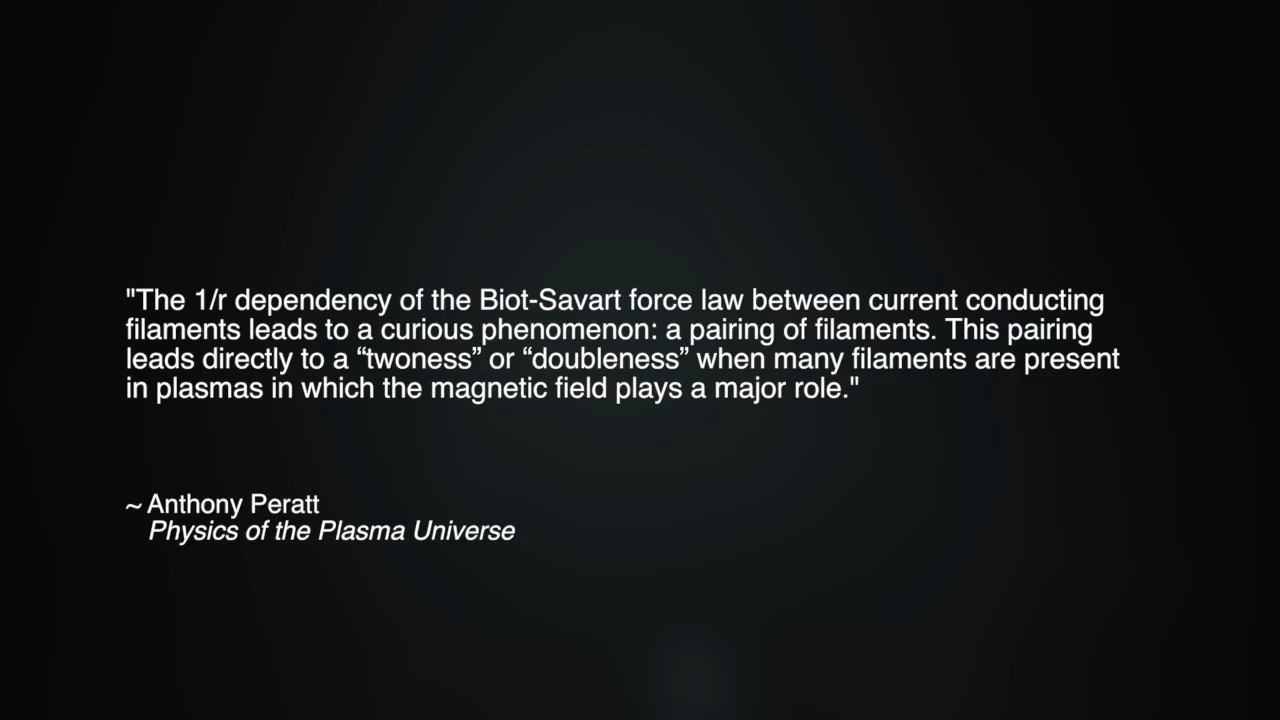 "The 1/r dependency of the Biot-Savart force law between current conducting
filaments leads to a curious phenomenon: a pairing of filaments. This pairing
leads directly to a “twoness” or “doubleness” when many filaments are present
in plasmas in which the magnetic field plays a major role."
~ Anthony Peratt
Physics of the Plasma Universe